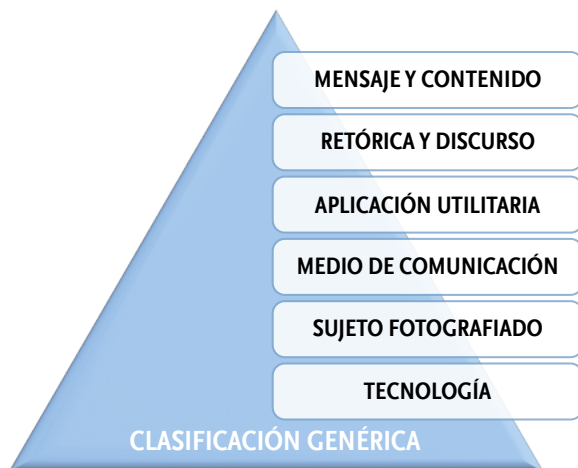 MENSAJE Y CONTENIDO
RETÓRICA Y DISCURSO
APLICACIÓN UTILITARIA
MEDIO DE COMUNICACIÓN
SUJETO FOTOGRAFIADO
TECNOLOGÍA
CLASIFICACIÓN GENÉRICA